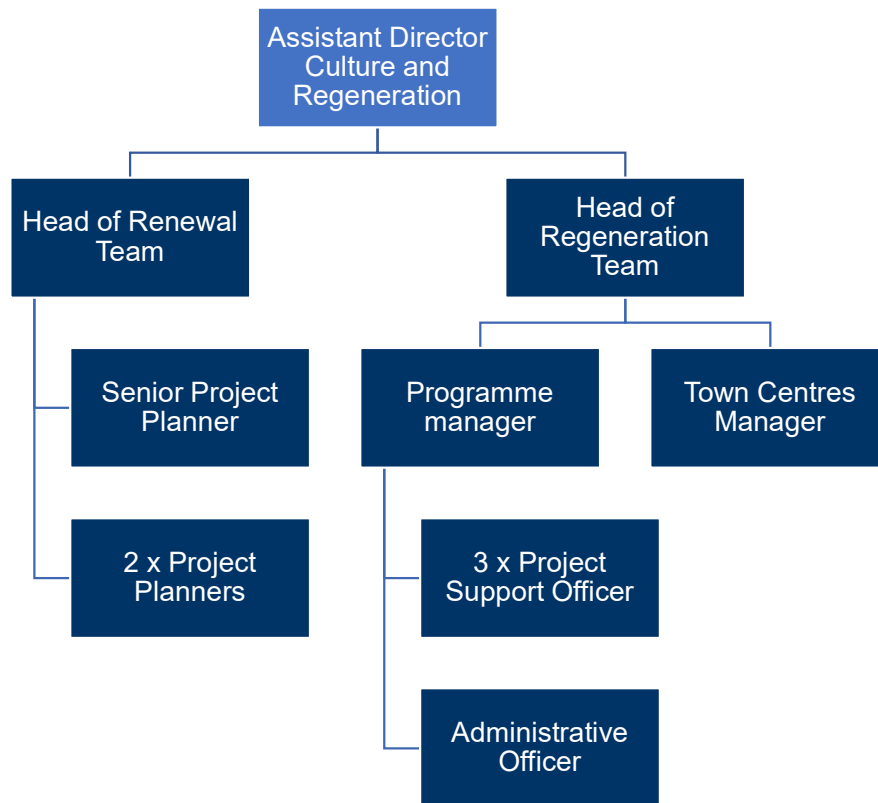 Assistant Director
Culture and
Regeneration
Head of Renewal
Team
Head of
Regeneration
Team
Senior Project
Planner
Programme
manager
Town Centres
Manager
2 x Project
Planners
3 x Project
Support Officer
Administrative
Officer